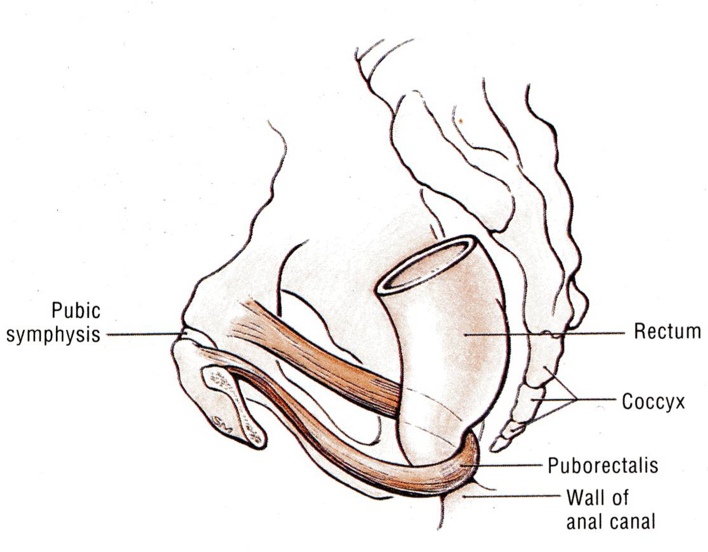 Pubic
symphysis
Rectum
Coccyx
Puborectalis
Wall of
anal canal